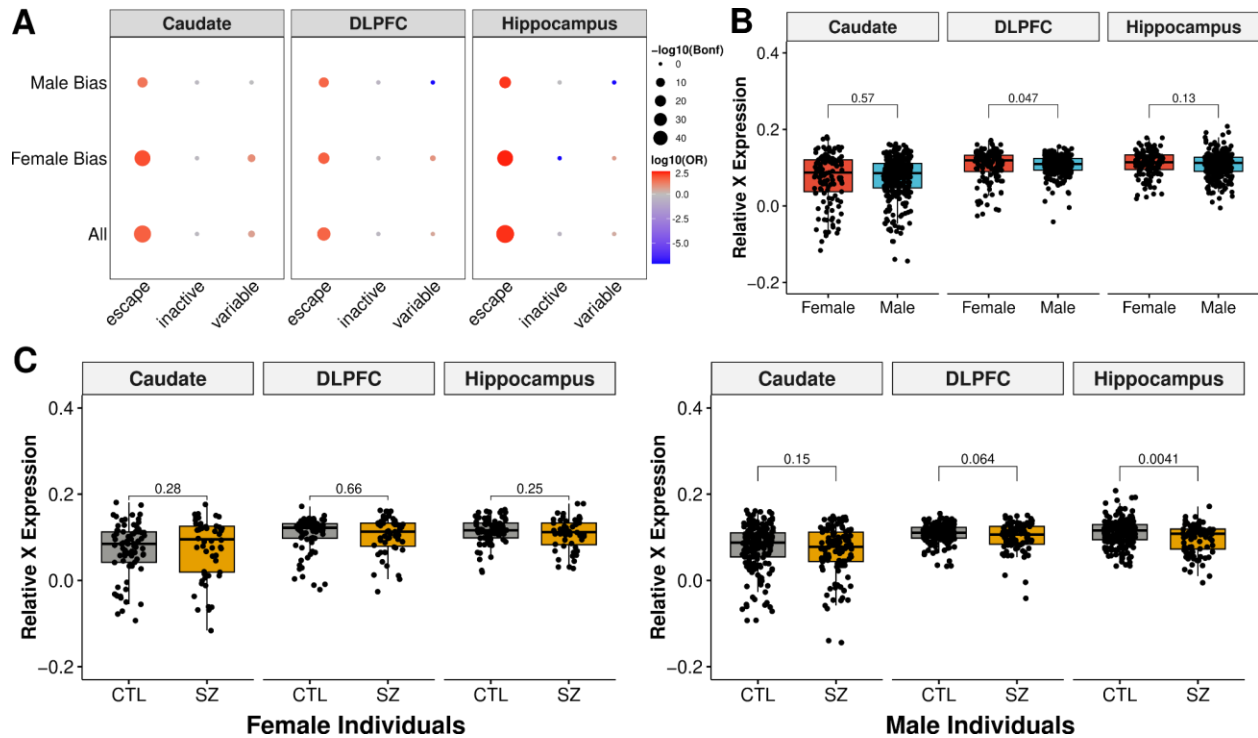 A
Caudate DLPFC Hippocampus
Male Bias
Female Bias
All
escape inactive variable escape inactive variable escape inactive variable
−log10(Bonf)
0
10
20
30
40
log10(OR)
2.5
0.0
−2.5
−5.0
B
Caudate DLPFC Hippocampus
Relative X Expression
0.4
0.2
0.0
−0.2
0.57 0.047 0.13
Female Male Female Male Female Male
C
Caudate DLPFC Hippocampus
Relative X Expression
0.4
0.2
0.0
−0.2
0.28 0.66 0.25
CTL SZ CTL SZ CTL SZ
Female Individuals
Caudate DLPFC Hippocampus
Relative X Expression
0.4
0.2
0.0
−0.2
0.15 0.064 0.0041
CTL SZ CTL SZ CTL SZ
Male Individuals